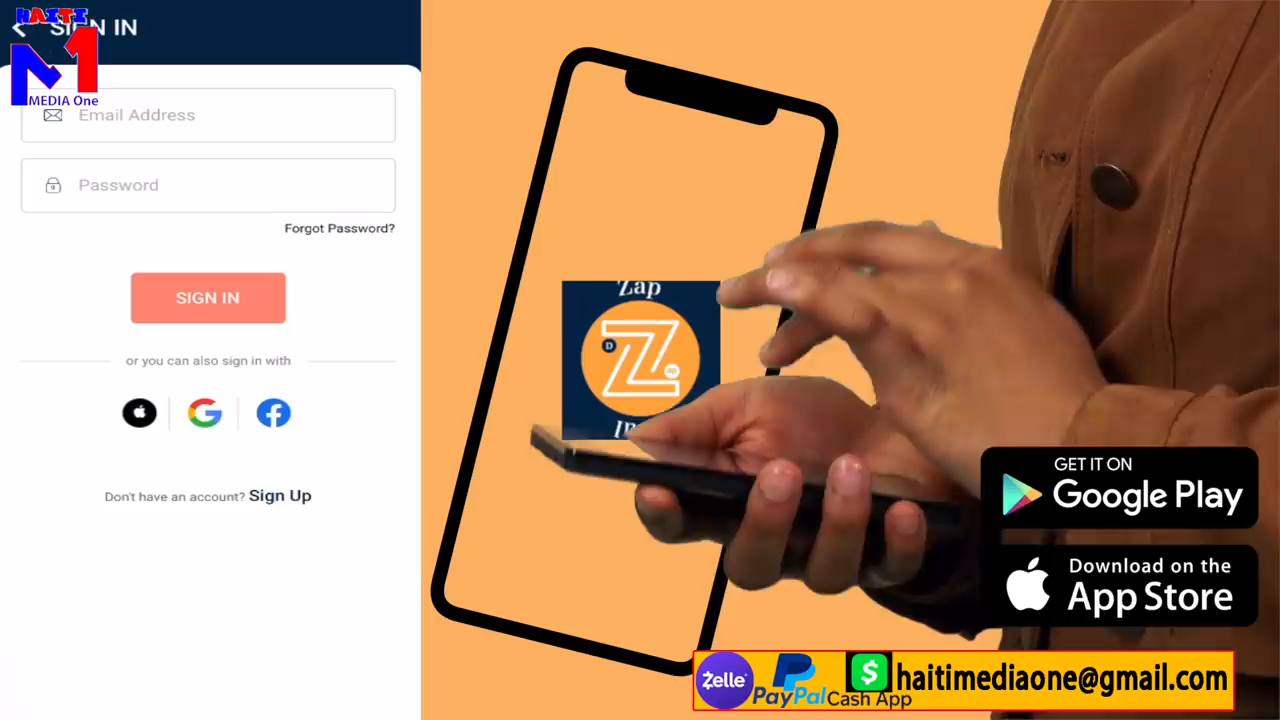 HAITI
M1
MEDIA One
SIGN IN
Email Address
Password
Forgot Password?
SIGN IN
or you can also sign in with
Don't have an account? Sign Up
Zap
Z
D
GET IT ON
Google Play
Download on the
App Store
Zelle
PayPal
$
Cash App
haitimediaone@gmail.com